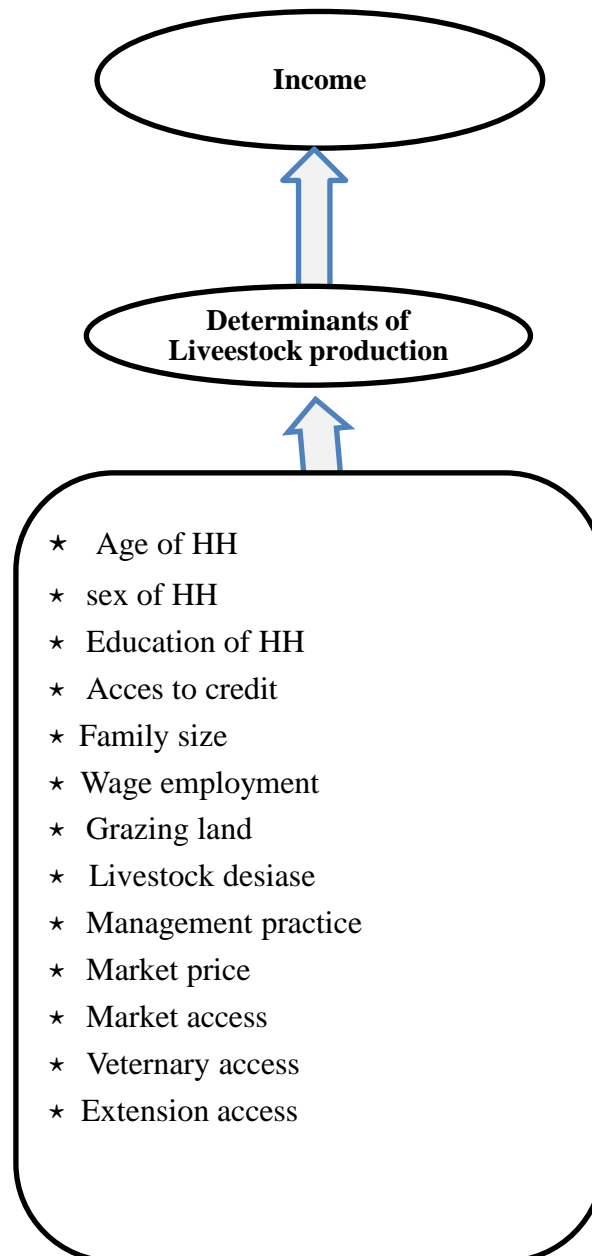 Income
Determinants of
Liveestock production
⋆ Age of HH
⋆ sex of HH
⋆ Education of HH
⋆ Acces to credit
⋆ Family size
⋆ Wage employment
⋆ Grazing land
⋆ Livestock desiase
⋆ Management practice
⋆ Market price
⋆ Market access
⋆ Veternary access
⋆ Extension access